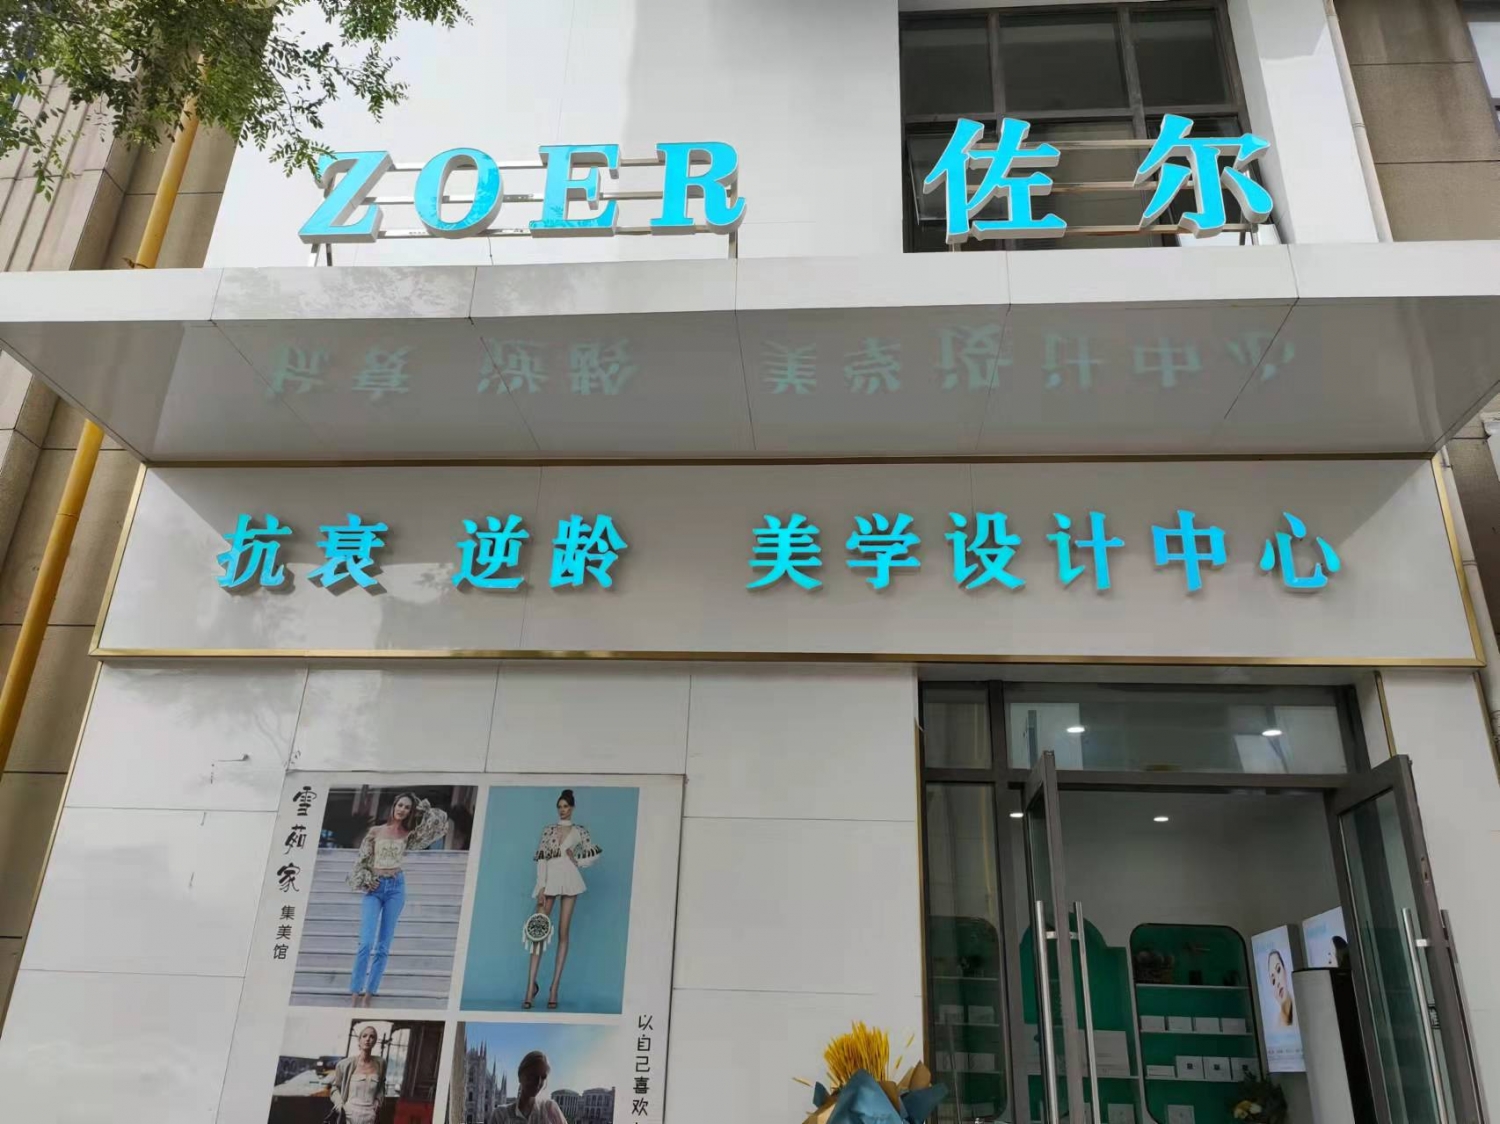 ZOER 佐尔
抗衰 逆龄 美学设计中心
雪茹家
集美馆
以自己喜欢